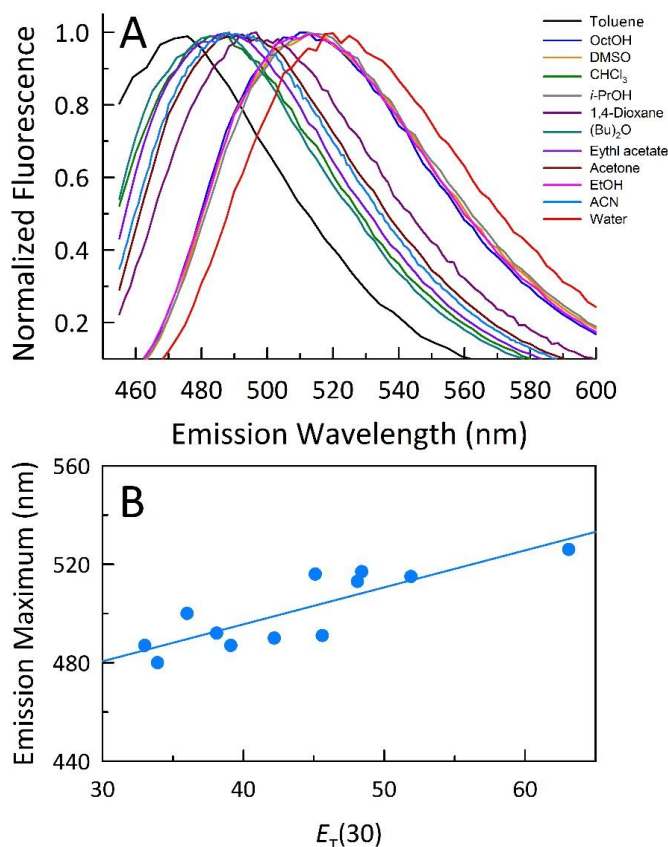 A
Normalized Fluorescence
1.0
0.8
0.6
0.4
0.2
460 480 500 520 540 560 580 600
Emission Wavelength (nm)
Toluene
OctOH
DMSO
CHCl₃
i-PrOH
1,4-Dioxane
(Bu)₂O
Eythl acetate
Acetone
EtOH
ACN
Water
B
Emission Maximum (nm)
560
520
480
440
30 40 50 60
E_T(30)